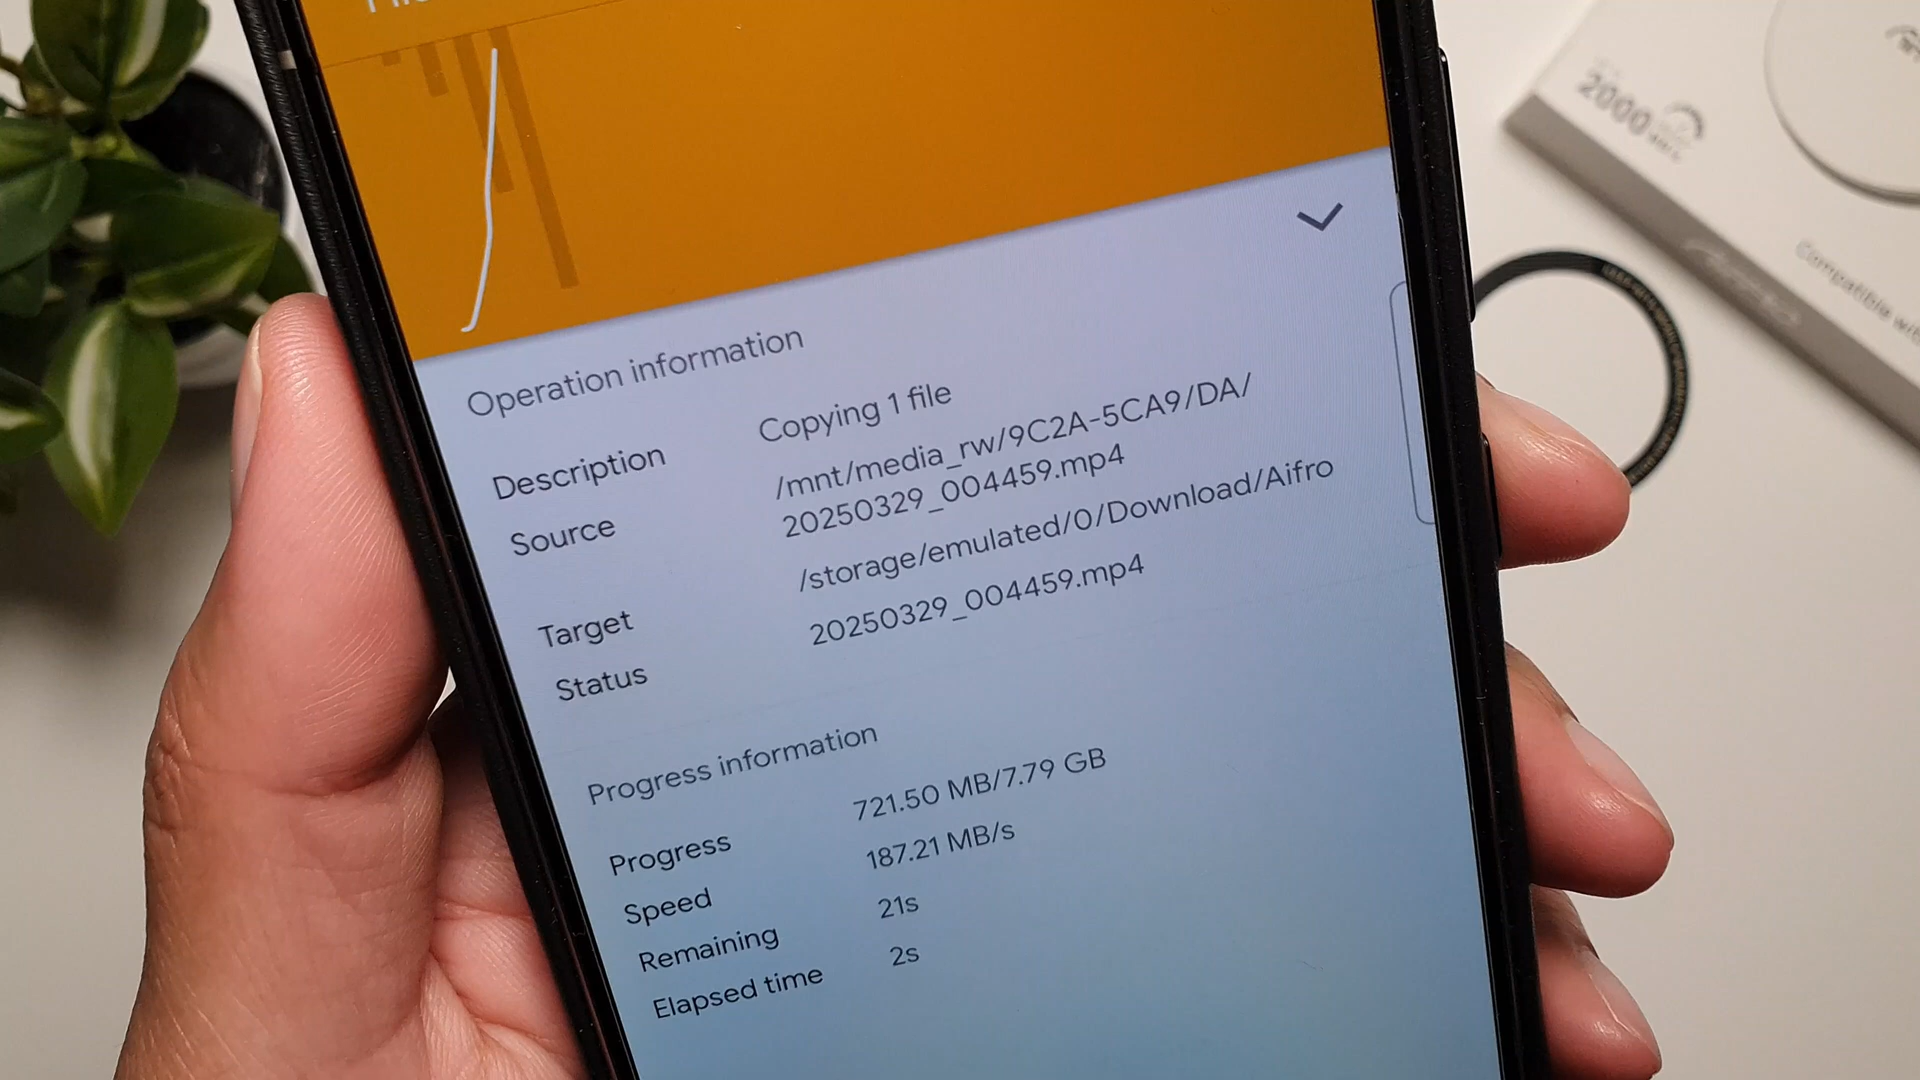 Operation information
Description Copying 1 file
Source /mnt/media_rw/9C2A-5CA9/DA/
20250329_004459.mp4
Target /storage/emulated/0/Download/Aifro
Status 20250329_004459.mp4
Progress information
Progress 721.50 MB/7.79 GB
Speed 187.21 MB/s
Remaining 21s
Elapsed time 2s
2000
Compatible